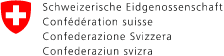 Schweizerische Eidgenossenschaft
Confédération suisse
Confederazione Svizzera
Confederaziun svizra